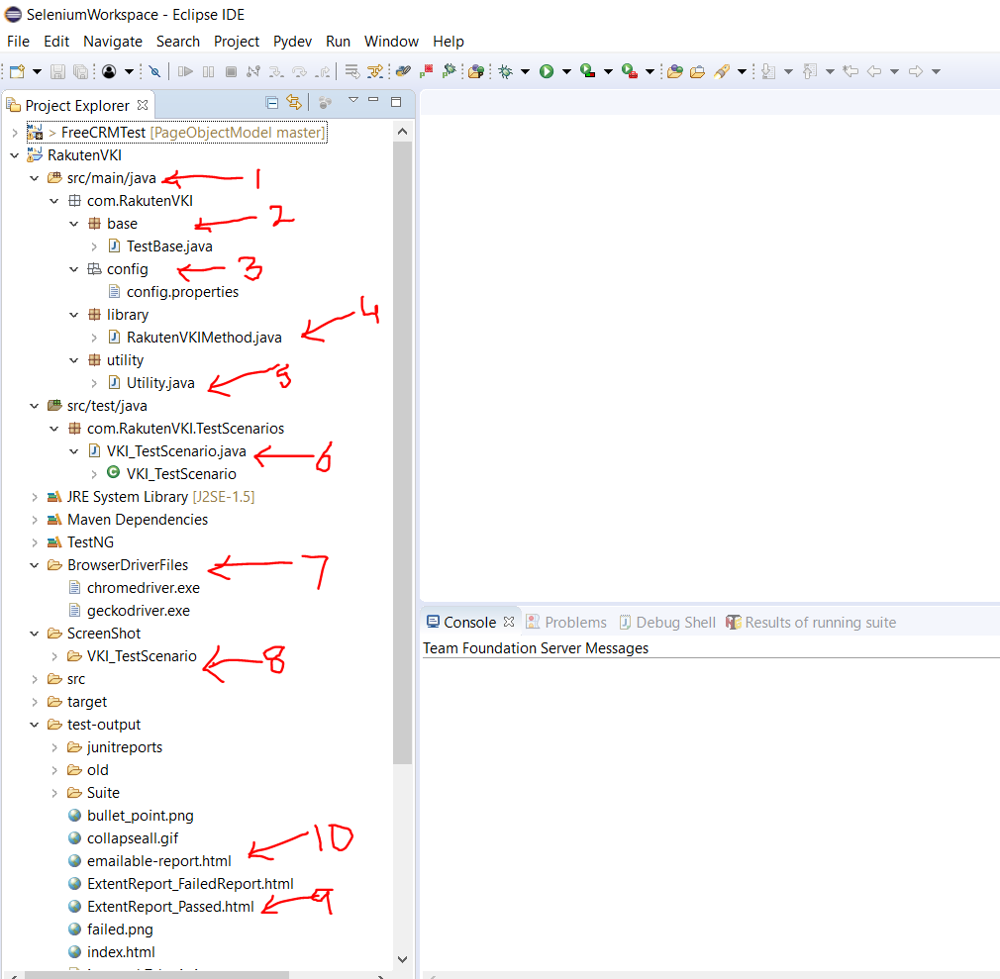 SeleniumWorkspace - Eclipse IDE
File Edit Navigate Search Project Pydev Run Window Help
Project Explorer
> FreeCRMTest [PageObjectModel master]
RakutenVKI
src/main/java 1
com.RakutenVKI
base 2
TestBase.java
config 3
config.properties
library 4
RakutenVKIMethod.java
utility
Utility.java 5
src/test/java
com.RakutenVKI.TestScenarios
VKI_TestScenario.java 6
VKI_TestScenario
JRE System Library [J2SE-1.5]
Maven Dependencies
TestNG
BrowserDriverFiles 7
chromedriver.exe
geckodriver.exe
ScreenShot
VKI_TestScenario 8
src
target
test-output
junitreports
old
Suite
bullet_point.png
collapseall.gif
emailable-report.html 10
ExtentReport_FailedReport.html
ExtentReport_Passed.html 9
failed.png
index.html
Console Problems Debug Shell Results of running suite
Team Foundation Server Messages